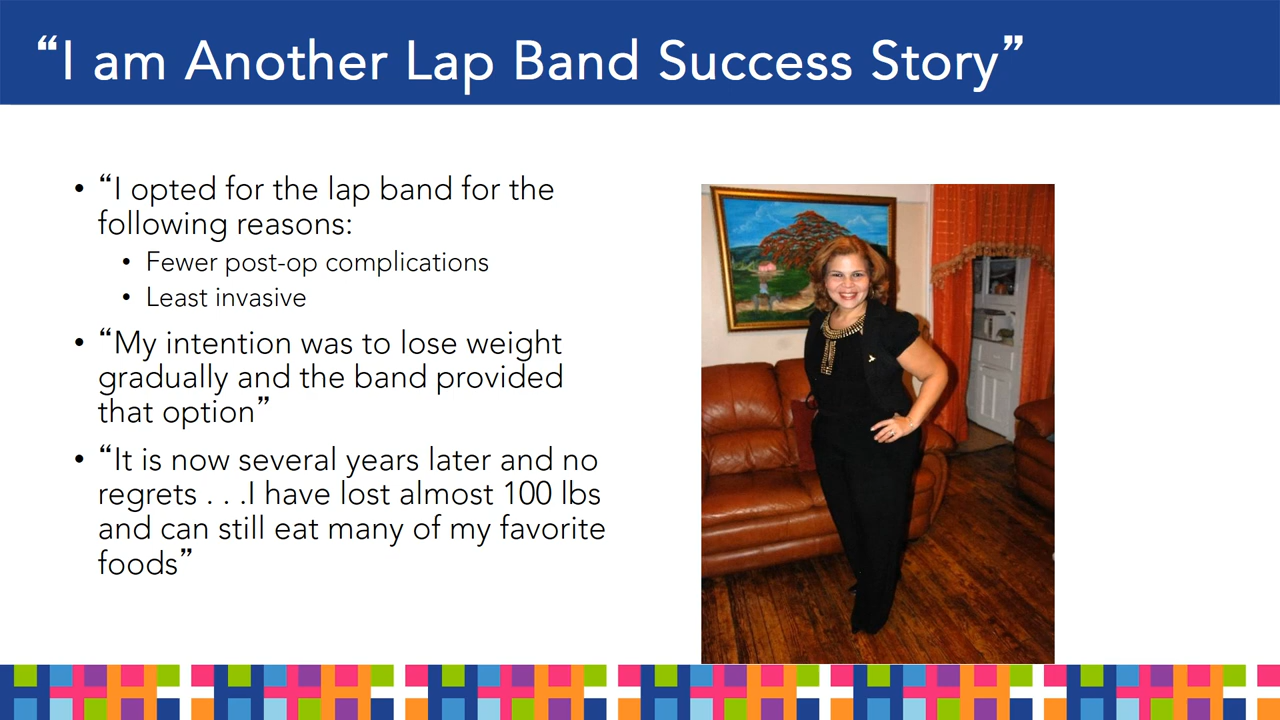 “I am Another Lap Band Success Story”
• “I opted for the lap band for the
following reasons:
• Fewer post-op complications
• Least invasive
• “My intention was to lose weight
gradually and the band provided
that option”
• “It is now several years later and no
regrets . . .I have lost almost 100 lbs
and can still eat many of my favorite
foods”